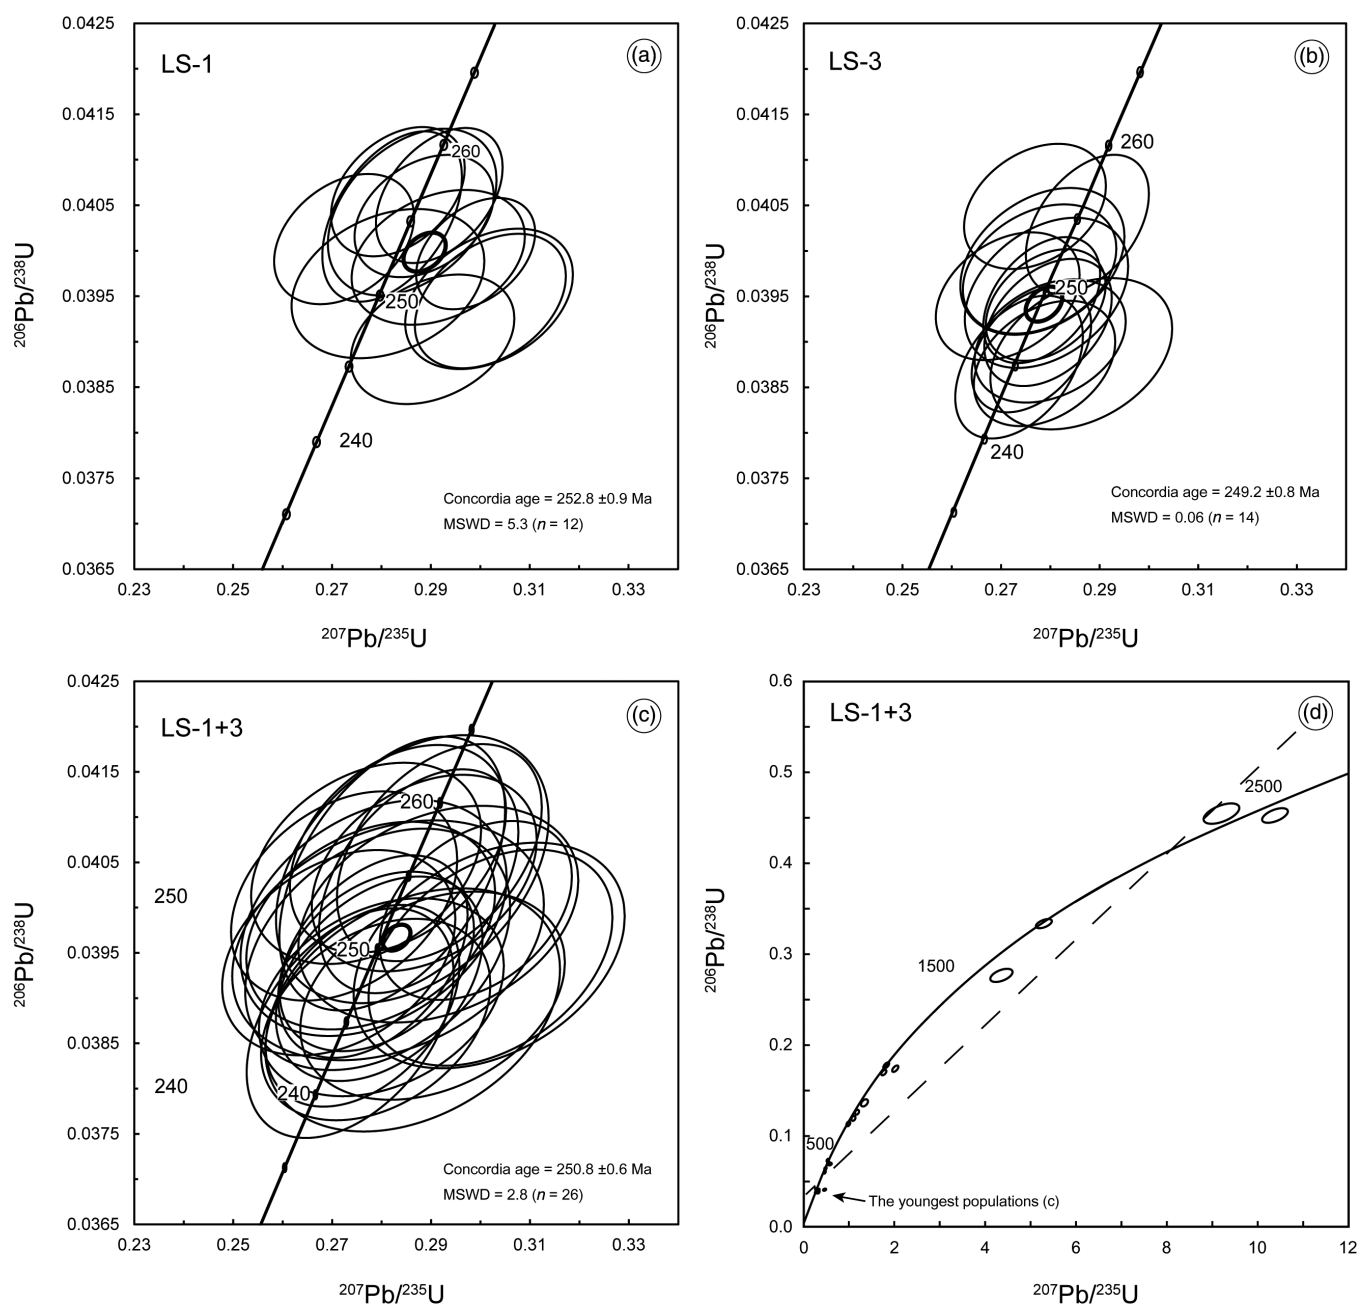 LS-1
(a)
0.0425
0.0415
0.0405
0.0395
0.0385
0.0375
0.0365
260
250
240
Concordia age = 252.8 ±0.9 Ma
MSWD = 5.3 (n = 12)
0.23 0.25 0.27 0.29 0.31 0.33
206Pb/238U
207Pb/235U
LS-3
(b)
0.0425
0.0415
0.0405
0.0395
0.0385
0.0375
0.0365
260
250
240
Concordia age = 249.2 ±0.8 Ma
MSWD = 0.06 (n = 14)
0.23 0.25 0.27 0.29 0.31 0.33
206Pb/238U
207Pb/235U
LS-1+3
(c)
0.0425
0.0415
0.0405
0.0395
0.0385
0.0375
0.0365
260
250
250
240
240
Concordia age = 250.8 ±0.6 Ma
MSWD = 2.8 (n = 26)
0.23 0.25 0.27 0.29 0.31 0.33
206Pb/238U
207Pb/235U
LS-1+3
(d)
0.6
0.5
0.4
0.3
0.2
0.1
0.0
2500
1500
500
The youngest populations (c)
0 2 4 6 8 10 12
206Pb/238U
207Pb/235U